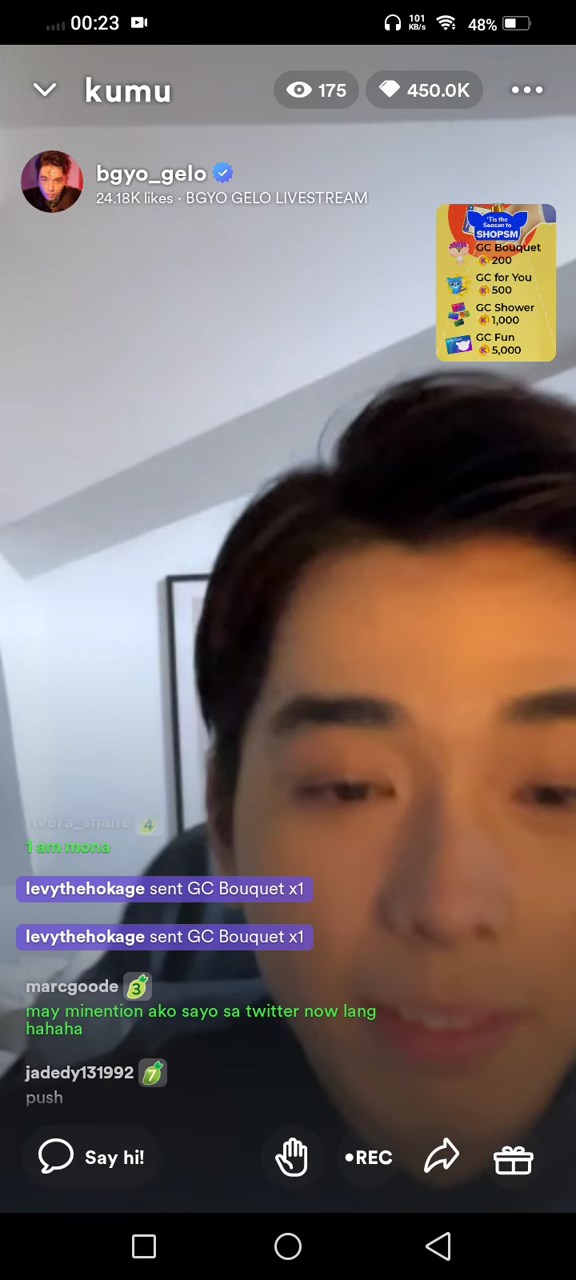 00:23
101
KB/s
48%
kumu
175
450.0K
bgyo_gelo
24.18K likes · BGYO GELO LIVESTREAM
'Tis the
Season to
SHOPSM
GC Bouquet
K 200
GC for You
K 500
GC Shower
K 1,000
GC Fun
K 5,000
rivera_shane 4
I am mona
levythehokage sent GC Bouquet x1
levythehokage sent GC Bouquet x1
marcgoode 3
may minention ako sayo sa twitter now lang
hahaha
jadedy131992 7
push
Say hi!
•REC